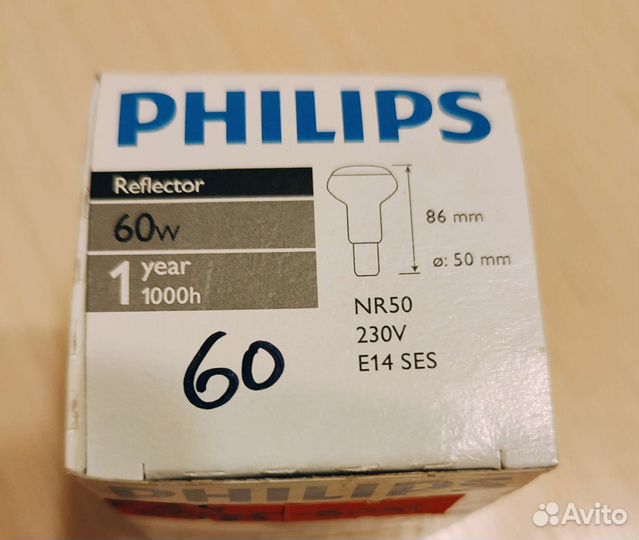 PHILIPS
Reflector
60W
1 year
1000h
86 mm
ø: 50 mm
NR50
230V
E14 SES
60
PHILIPS
Avito